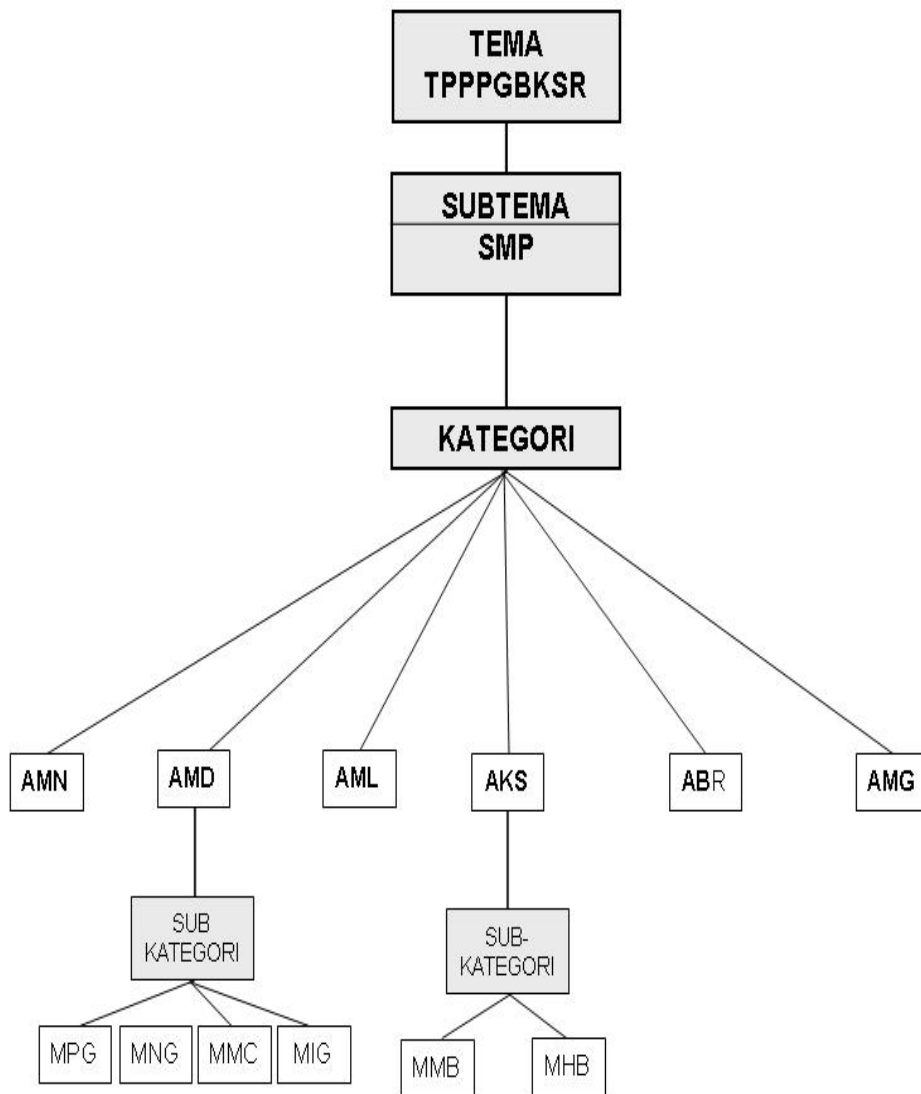 TEMA
TPPPGBKSR
SUBTEMA
SMP
KATEGORI
AMN
AMD
AML
AKS
ABR
AMG
SUB
KATEGORI
SUB-
KATEGORI
MPG
MNG
MMC
MIG
MMB
MHB